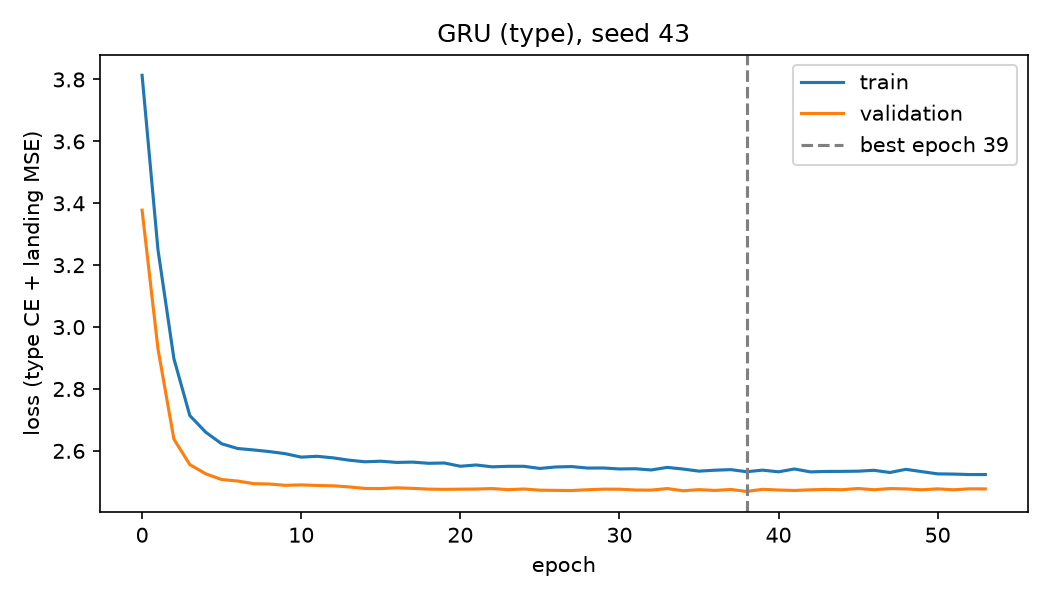 GRU (type), seed 43
loss (type CE + landing MSE)
3.8
3.6
3.4
3.2
3.0
2.8
2.6
train
validation
best epoch 39
0 10 20 30 40 50
epoch